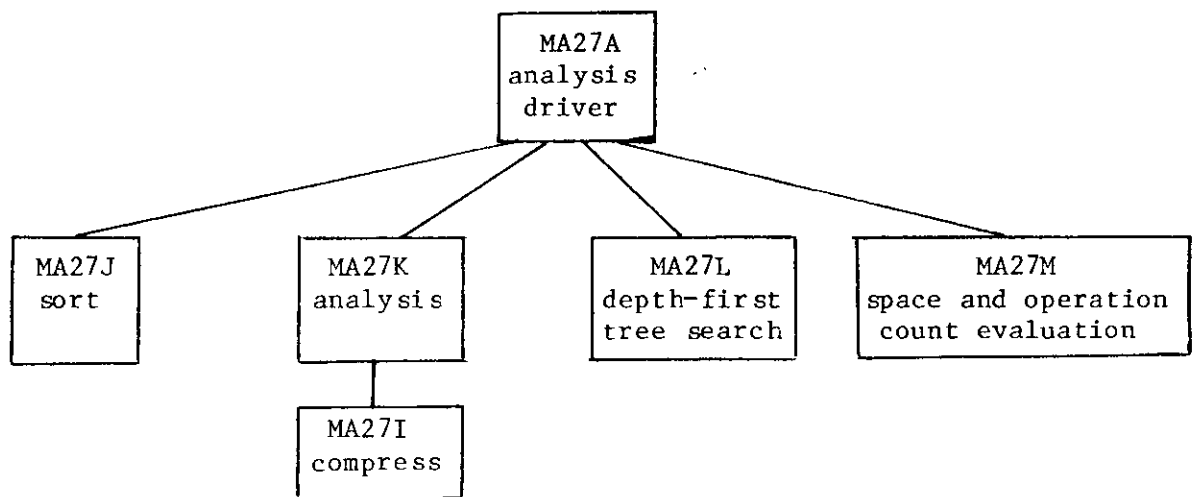 MA27A
analysis
driver
MA27J
sort
MA27K
analysis
MA27L
depth-first
tree search
MA27M
space and operation
count evaluation
MA27I
compress